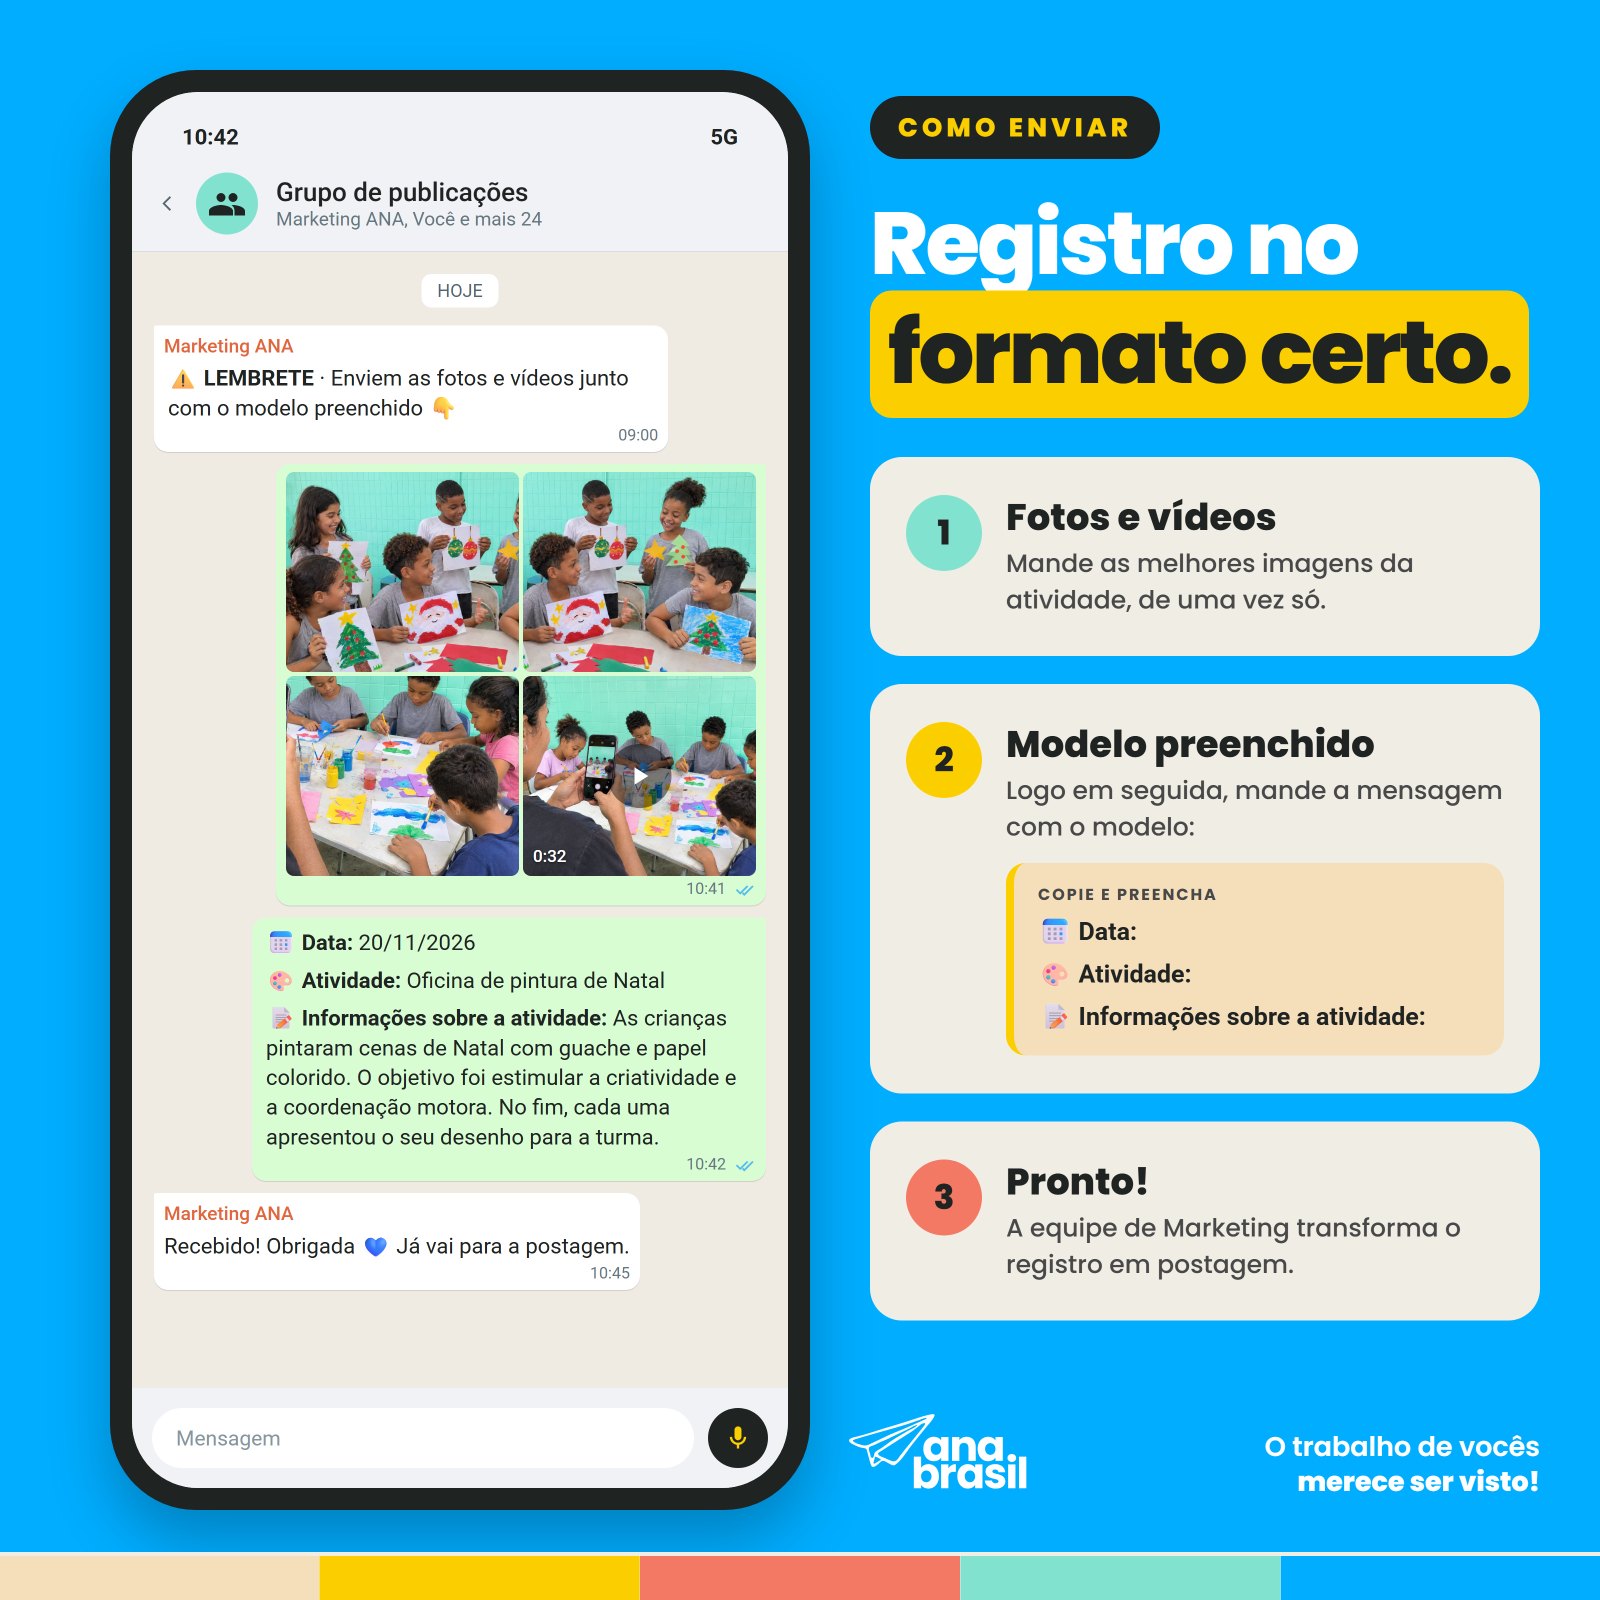 10:42
5G
Grupo de publicações
Marketing ANA, Você e mais 24
HOJE
Marketing ANA
⚠️ LEMBRETE · Enviem as fotos e vídeos junto
com o modelo preenchido 👇
09:00
0:32
10:41
📅 Data: 20/11/2026
🎨 Atividade: Oficina de pintura de Natal
📝 Informações sobre a atividade: As crianças
pintaram cenas de Natal com guache e papel
colorido. O objetivo foi estimular a criatividade e
a coordenação motora. No fim, cada uma
apresentou o seu desenho para a turma.
10:42
Marketing ANA
Recebido! Obrigada 💙 Já vai para a postagem.
10:45
Mensagem
COMO ENVIAR
Registro no
formato certo.
1
Fotos e vídeos
Mande as melhores imagens da
atividade, de uma vez só.
2
Modelo preenchido
Logo em seguida, mande a mensagem
com o modelo:
COPIE E PREENCHA
📅 Data:
🎨 Atividade:
📝 Informações sobre a atividade:
3
Pronto!
A equipe de Marketing transforma o
registro em postagem.
ana
brasil
O trabalho de vocês
merece ser visto!